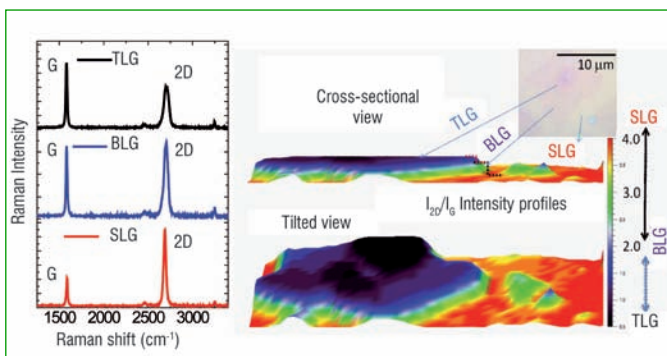 G
TLG
2D
G
BLG
2D
SLG
G
2D
Raman Intensity
1500 2000 2500 3000
Raman shift (cm⁻¹)
10 μm
Cross-sectional
view
TLG
BLG
SLG
I2D/IG Intensity profiles
Tilted view
SLG
4.0
3.0
2.0
BLG
TLG